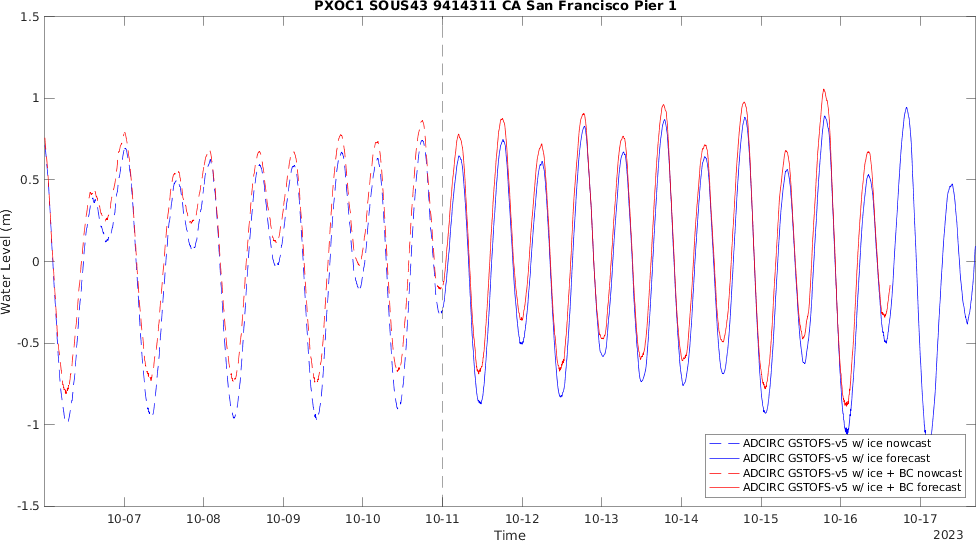 PXOC1 SOUS43 9414311 CA San Francisco Pier 1
1.5
1
0.5
0
-0.5
-1
-1.5
Water Level (m)
10-07
10-08
10-09
10-10
10-11
10-12
10-13
10-14
10-15
10-16
10-17
Time
2023
ADCIRC GSTOFS-v5 w/ ice nowcast
ADCIRC GSTOFS-v5 w/ ice forecast
ADCIRC GSTOFS-v5 w/ ice + BC nowcast
ADCIRC GSTOFS-v5 w/ ice + BC forecast